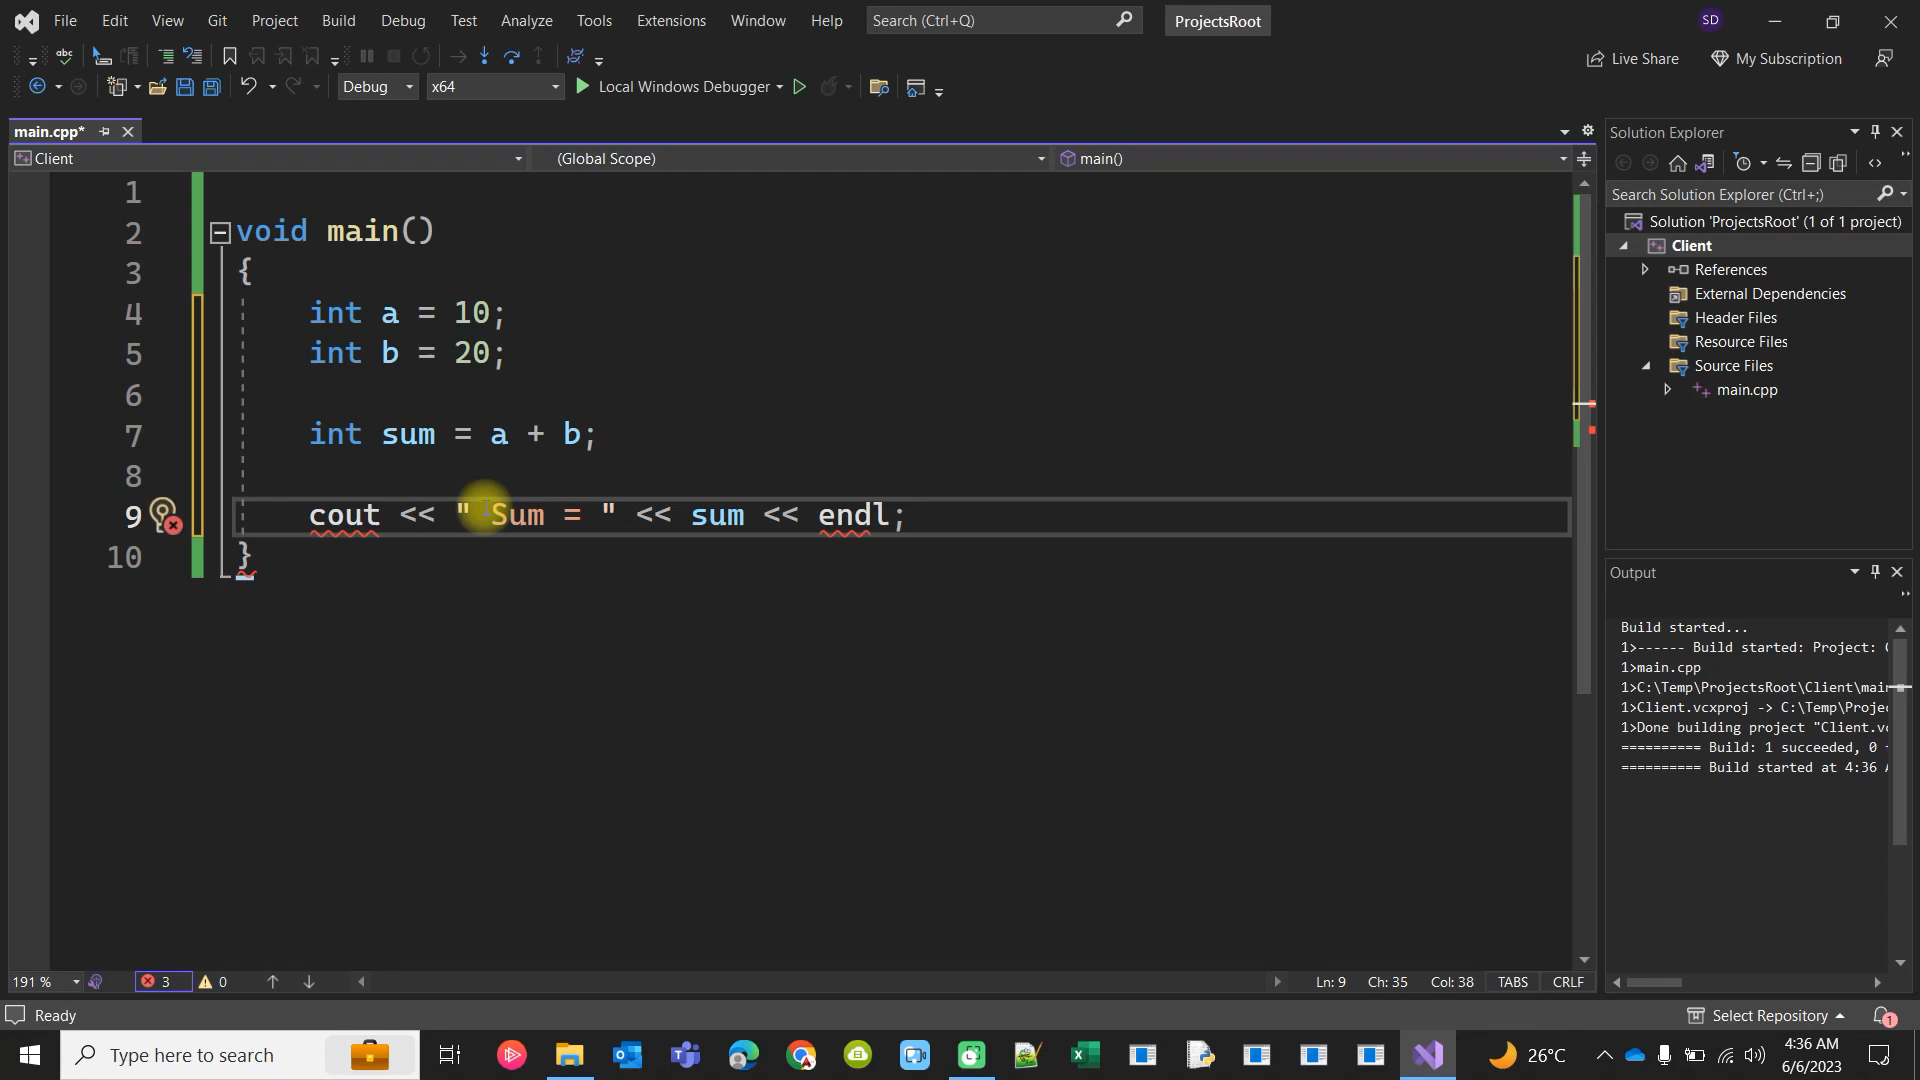 File Edit View Git Project Build Debug Test Analyze Tools Extensions Window Help Search (Ctrl+Q) ProjectsRoot SD
Live Share My Subscription
Debug x64 Local Windows Debugger
main.cpp*
Client (Global Scope) main()
1
2 void main()
3 {
4 int a = 10;
5 int b = 20;
6
7 int sum = a + b;
8
9 cout << " Sum = " << sum << endl;
10 }
Solution Explorer
Search Solution Explorer (Ctrl+;)
Solution 'ProjectsRoot' (1 of 1 project)
Client
References
External Dependencies
Header Files
Resource Files
Source Files
main.cpp
Output
Build started...
1>------ Build started: Project:
1>main.cpp
1>C:\Temp\ProjectsRoot\Client\main
1>Client.vcxproj -> C:\Temp\Projec
1>Done building project "Client.vc
========== Build: 1 succeeded, 0
========== Build started at 4:36
191 % 3 0 Ln: 9 Ch: 35 Col: 38 TABS CRLF
Ready Select Repository 1
Type here to search 26°C 4:36 AM
6/6/2023